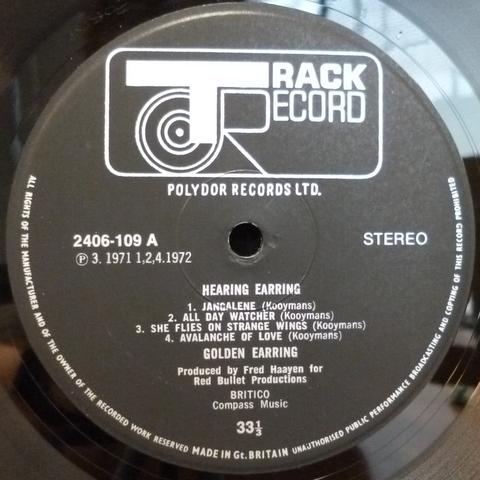 TRACK
RECORD
POLYDOR RECORDS LTD.
2406-109 A
STEREO
Ⓟ 3. 1971 1,2,4.1972
HEARING EARRING
1. JANGALENE (Kooymans)
2. ALL DAY WATCHER (Kooymans)
3. SHE FLIES ON STRANGE WINGS (Kooymans)
4. AVALANCHE OF LOVE (Kooymans)
GOLDEN EARRING
Produced by Fred Haayen for
Red Bullet Productions
BRITICO
Compass Music
33⅓
ALL RIGHTS OF THE MANUFACTURER AND OF THE OWNER OF THE RECORDED WORK RESERVED MADE IN Gt. BRITAIN UNAUTHORISED PUBLIC PERFORMANCE BROADCASTING AND COPYING OF THIS RECORD PROHIBITED